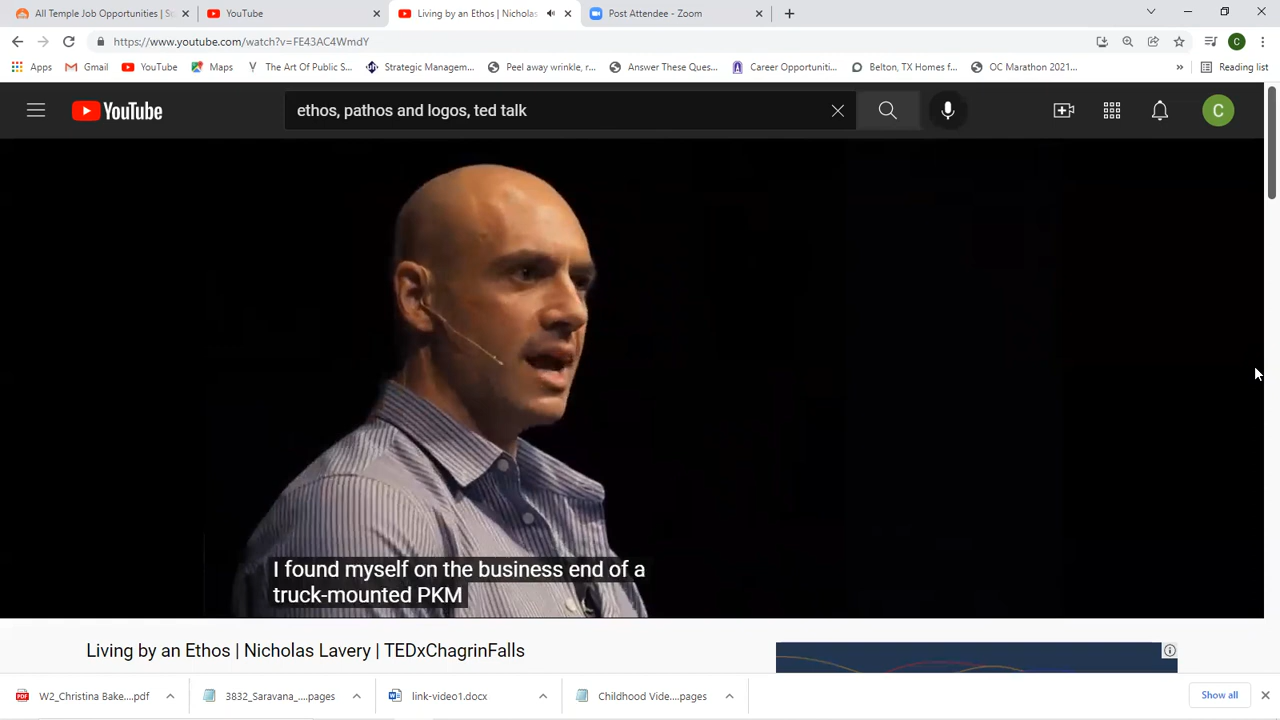 All Temple Job Opportunities | Sic
YouTube
Living by an Ethos | Nicholas
Post Attendee - Zoom
https://www.youtube.com/watch?v=FE43AC4WmdY
Apps
Gmail
YouTube
Maps
The Art Of Public S...
Strategic Managem...
Peel away wrinkle, r...
Answer These Que...
Career Opportuniti...
Belton, TX Homes f...
OC Marathon 2021...
»
Reading list
C
YouTube
ethos, pathos and logos, ted talk
C
I found myself on the business end of a
truck-mounted PKM
Living by an Ethos | Nicholas Lavery | TEDxChagrinFalls
W2_Christina Bake....pdf
3832_Saravana_....pages
link-video1.docx
Childhood Vide....pages
Show all